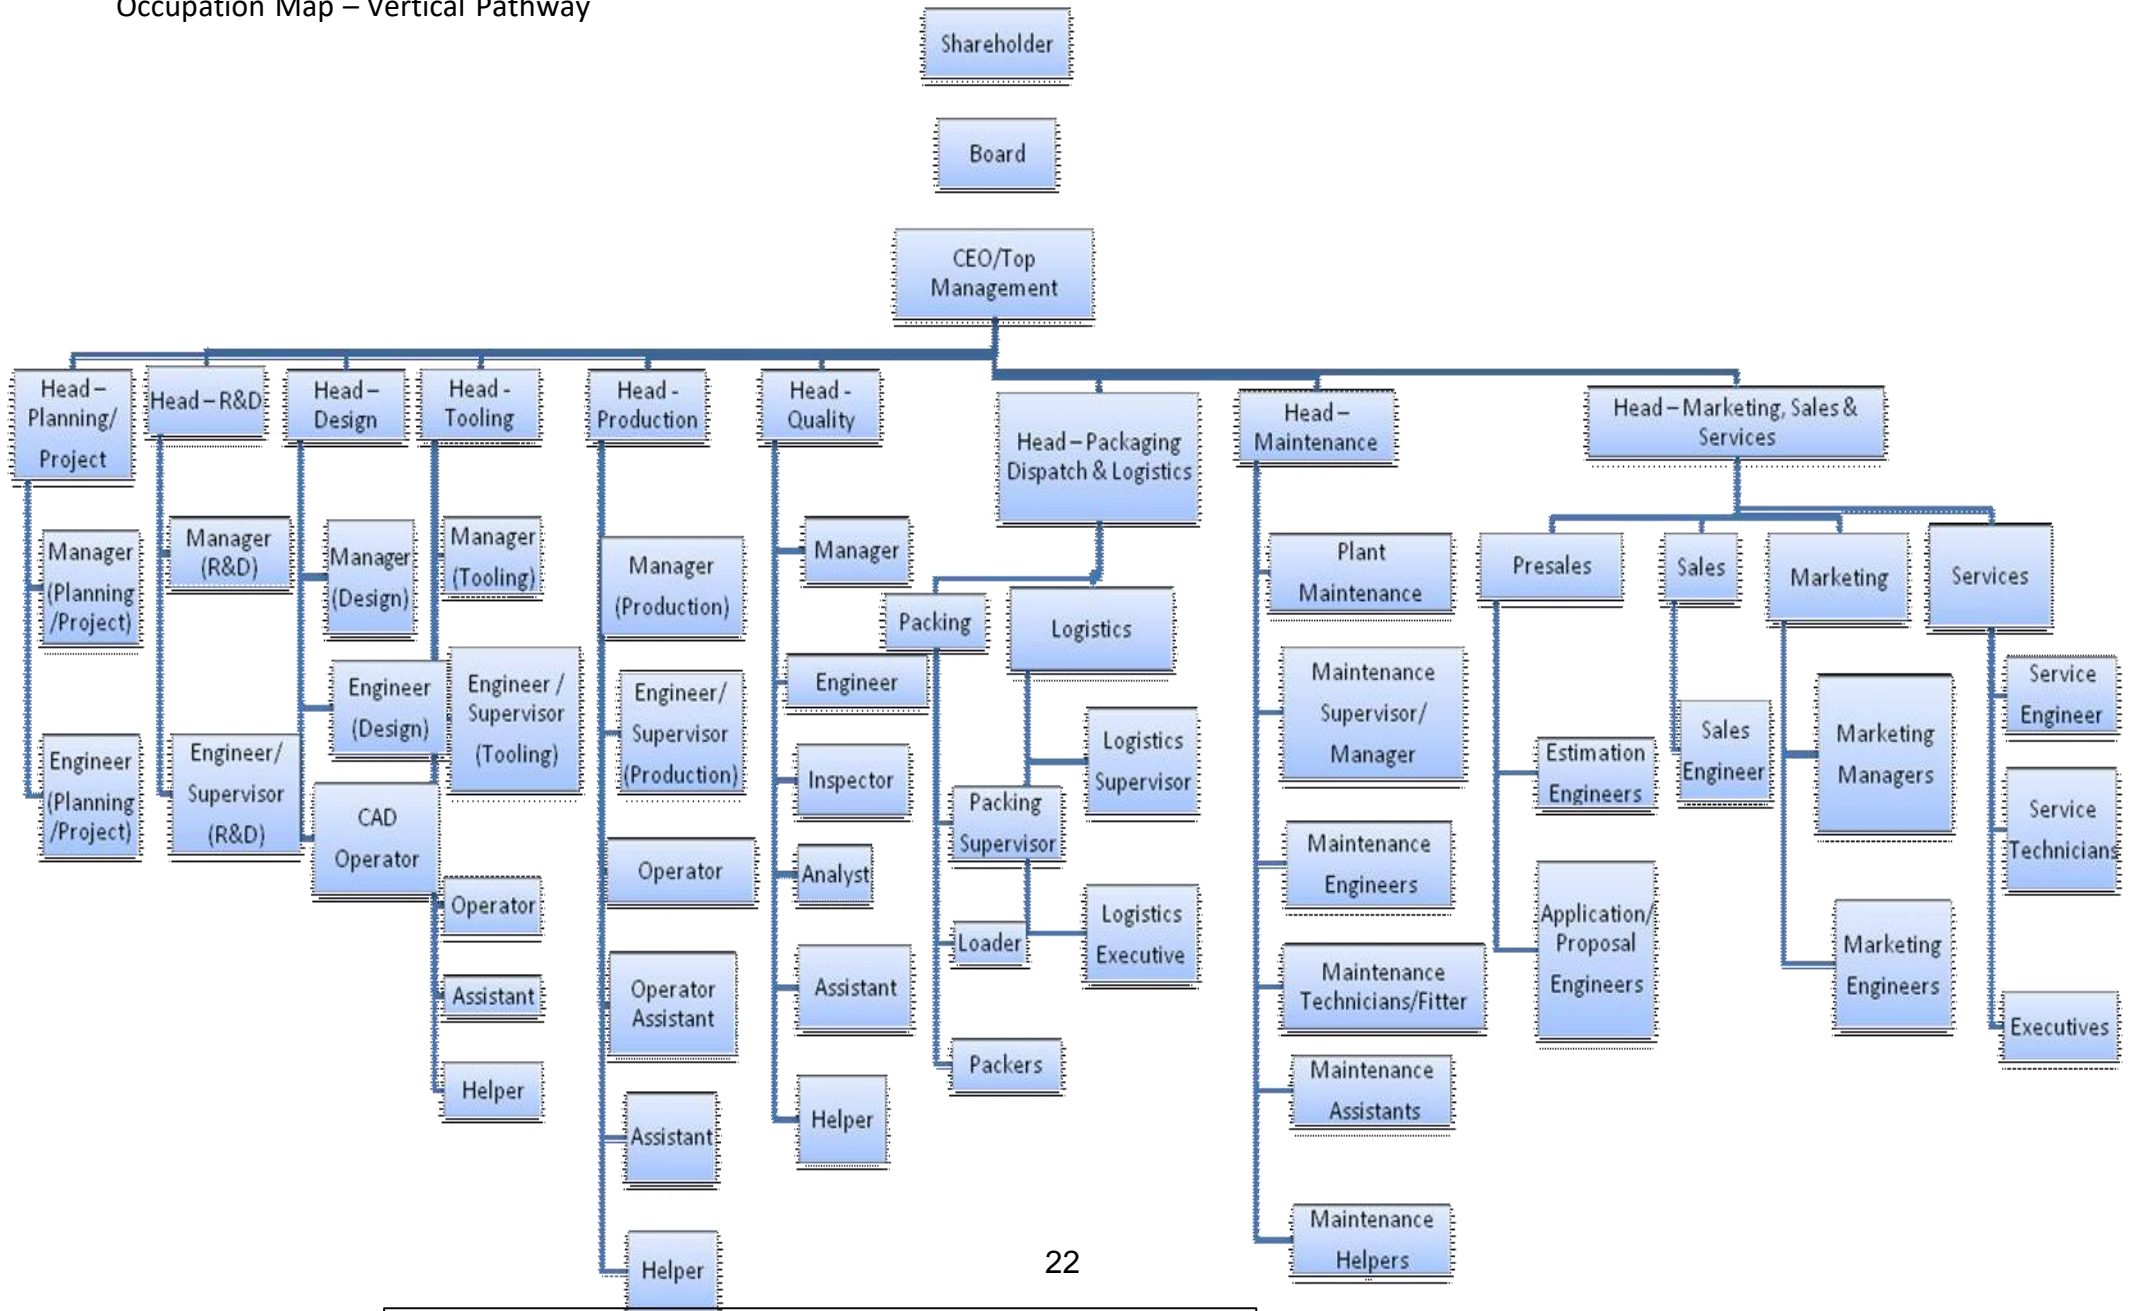 Occupation Map – Vertical Pathway
Shareholder
Board
CEO/Top
Management
Head –
Planning/
Project
Head – R&D
Head –
Design
Head -
Tooling
Head -
Production
Head -
Quality
Head – Packaging
Dispatch & Logistics
Head –
Maintenance
Head – Marketing, Sales &
Services
Manager
(Planning
/Project)
Engineer
(Planning
/Project)
Manager
(R&D)
Engineer/
Supervisor
(R&D)
Manager
(Design)
Engineer
(Design)
CAD
Operator
Manager
(Tooling)
Engineer /
Supervisor
(Tooling)
Operator
Assistant
Helper
Manager
(Production)
Engineer/
Supervisor
(Production)
Operator
Operator
Assistant
Assistant
Helper
Manager
Engineer
Inspector
Analyst
Assistant
Helper
Packing
Packing
Supervisor
Loader
Packers
Logistics
Logistics
Supervisor
Logistics
Executive
Plant
Maintenance
Maintenance
Supervisor/
Manager
Maintenance
Engineers
Maintenance
Technicians/Fitter
Maintenance
Assistants
Maintenance
Helpers
Presales
Estimation
Engineers
Application/
Proposal
Engineers
Sales
Sales
Engineer
Marketing
Marketing
Managers
Marketing
Engineers
Services
Service
Engineer
Service
Technicians
Executives
22